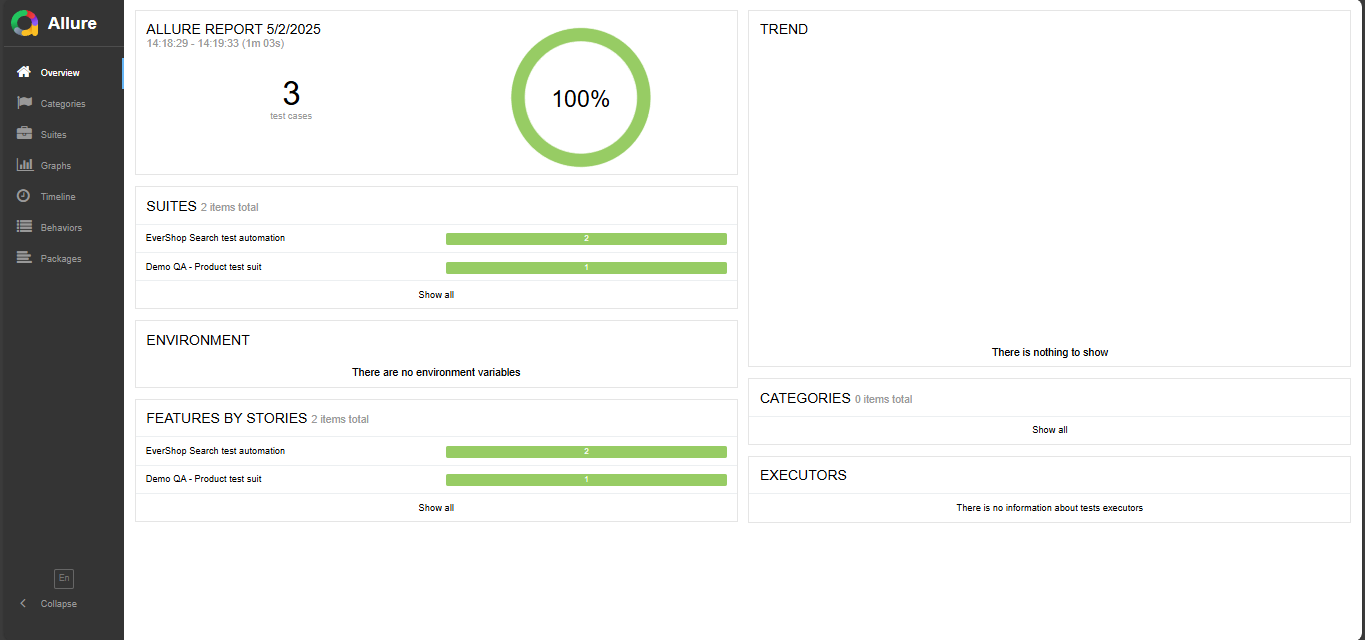 Allure
Overview
Categories
Suites
Graphs
Timeline
Behaviors
Packages
En
Collapse
ALLURE REPORT 5/2/2025
14:18:29 - 14:19:33 (1m 03s)
3
test cases
100%
SUITES 2 items total
EverShop Search test automation 2
Demo QA - Product test suit 1
Show all
ENVIRONMENT
There are no environment variables
FEATURES BY STORIES 2 items total
EverShop Search test automation 2
Demo QA - Product test suit 1
Show all
TREND
There is nothing to show
CATEGORIES 0 items total
Show all
EXECUTORS
There is no information about tests executors